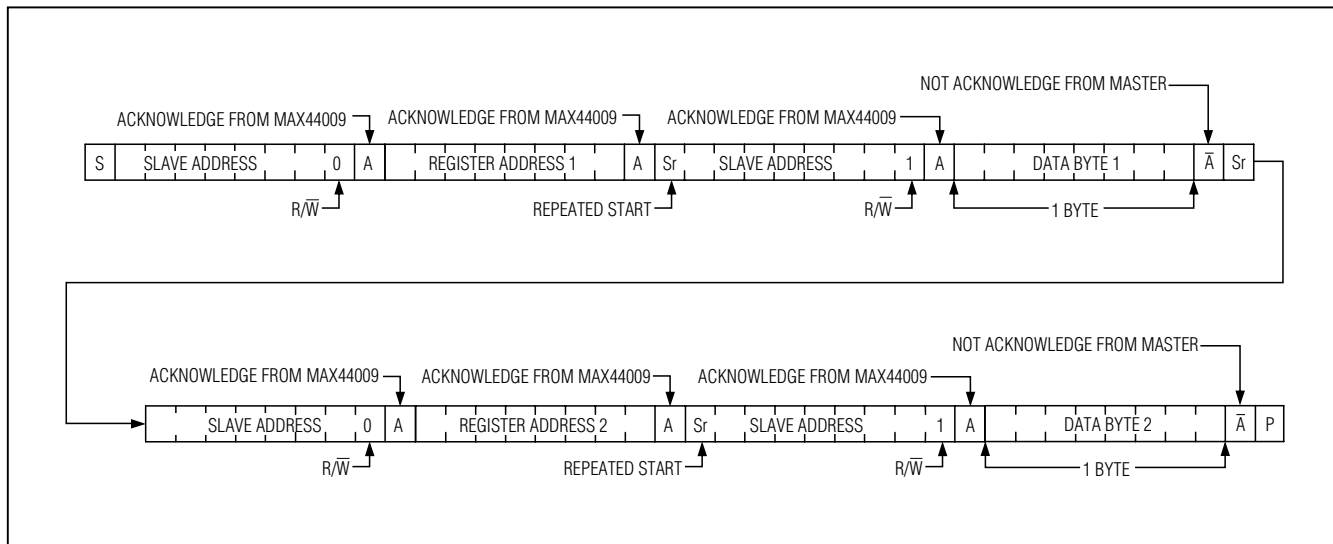 NOT ACKNOWLEDGE FROM MASTER
ACKNOWLEDGE FROM MAX44009 ACKNOWLEDGE FROM MAX44009 ACKNOWLEDGE FROM MAX44009
S SLAVE ADDRESS 0 A REGISTER ADDRESS 1 A Sr SLAVE ADDRESS 1 A DATA BYTE 1 A̅ Sr
R/W̅ REPEATED START R/W̅ 1 BYTE
NOT ACKNOWLEDGE FROM MASTER
ACKNOWLEDGE FROM MAX44009 ACKNOWLEDGE FROM MAX44009 ACKNOWLEDGE FROM MAX44009
SLAVE ADDRESS 0 A REGISTER ADDRESS 2 A Sr SLAVE ADDRESS 1 A DATA BYTE 2 A̅ P
R/W̅ REPEATED START R/W̅ 1 BYTE